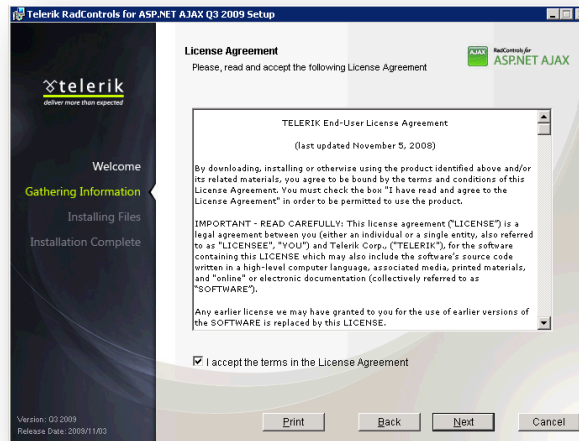 Telerik RadControls for ASP.NET AJAX Q3 2009 Setup
License Agreement
Please, read and accept the following License Agreement
AJAX
RadControls for
ASP.NET AJAX
telerik
deliver more than expected
Welcome
Gathering Information
Installing Files
Installation Complete
TELERIK End-User License Agreement
(last updated November 5, 2008)
By downloading, installing or otherwise using the product identified above and/or
its related materials, you agree to be bound by the terms and conditions of this
License Agreement. You must check the box "I have read and agree to the
License Agreement" in order to be permitted to use the product.
IMPORTANT - READ CAREFULLY: This license agreement ("LICENSE") is a
legal agreement between you (either an individual or a single entity, also referred
to as "LICENSEE", "YOU") and Telerik Corp., ("TELERIK"), for the software
containing this LICENSE which may also include the software's source code
written in a high-level computer language, associated media, printed materials,
and "online" or electronic documentation (collectively referred to as
"SOFTWARE").
Any earlier license we may have granted to you for the use of earlier versions of
the SOFTWARE is replaced by this LICENSE.
I accept the terms in the License Agreement
Version: Q3 2009
Release Date: 2009/11/03
Print
Back
Next
Cancel